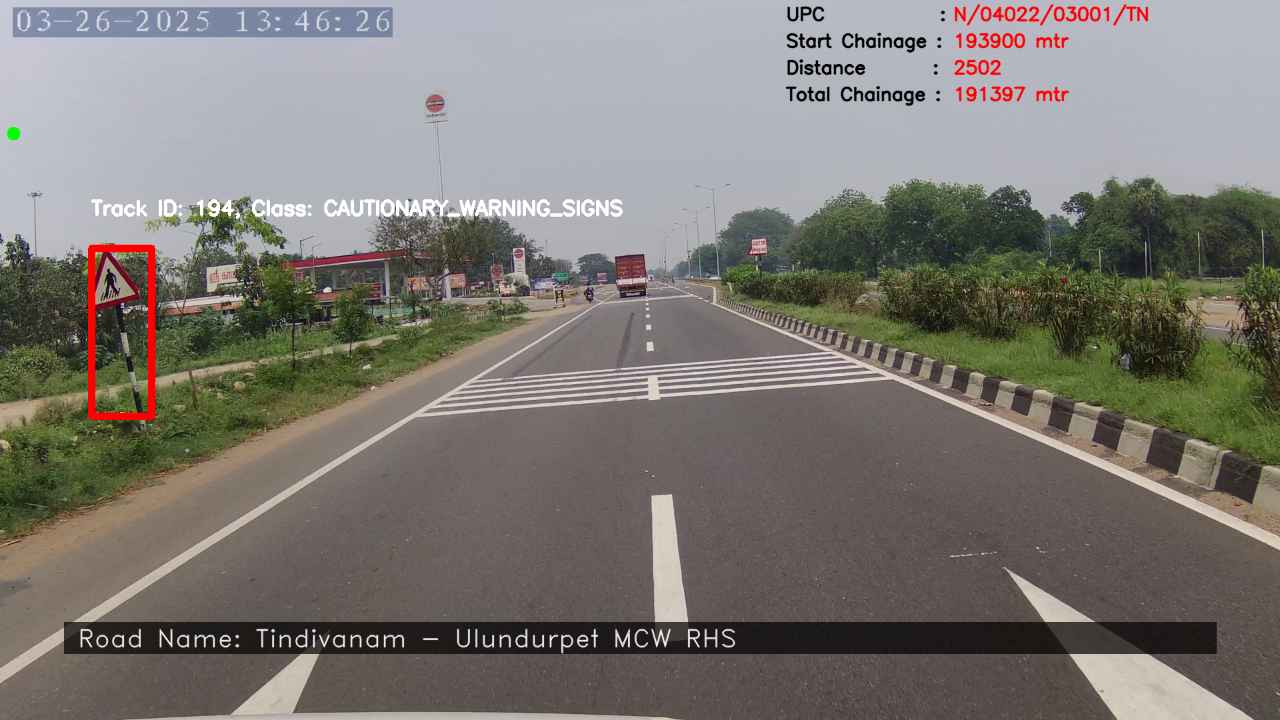 03-26-2025 13:46:26
UPC : N/04022/03001/TN
Start Chainage : 193900 mtr
Distance : 2502
Total Chainage : 191397 mtr
Track ID: 194, Class: CAUTIONARY_WARNING_SIGNS
Road Name: Tindivanam - Ulundurpet MCW RHS